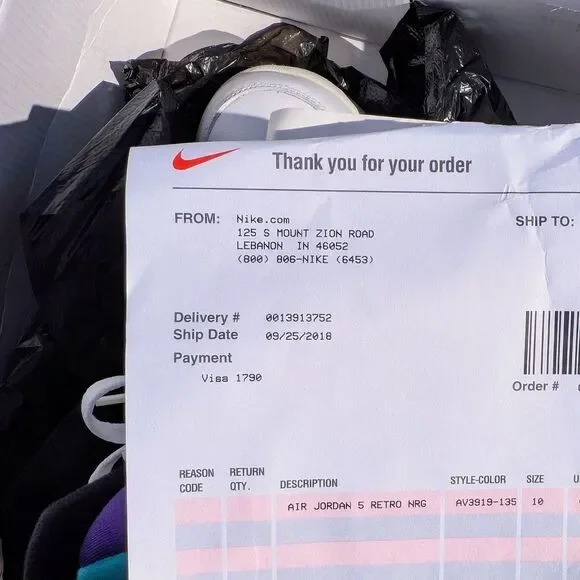 Thank you for your order
FROM: Nike.com SHIP TO:
125 S MOUNT ZION ROAD
LEBANON IN 46052
(800) 806-NIKE (6453)
Delivery # 0013913752
Ship Date 09/25/2018
Payment
Visa 1790
Order #
REASON CODE RETURN QTY. DESCRIPTION STYLE-COLOR SIZE
AIR JORDAN 5 RETRO NRG AV3919-135 10